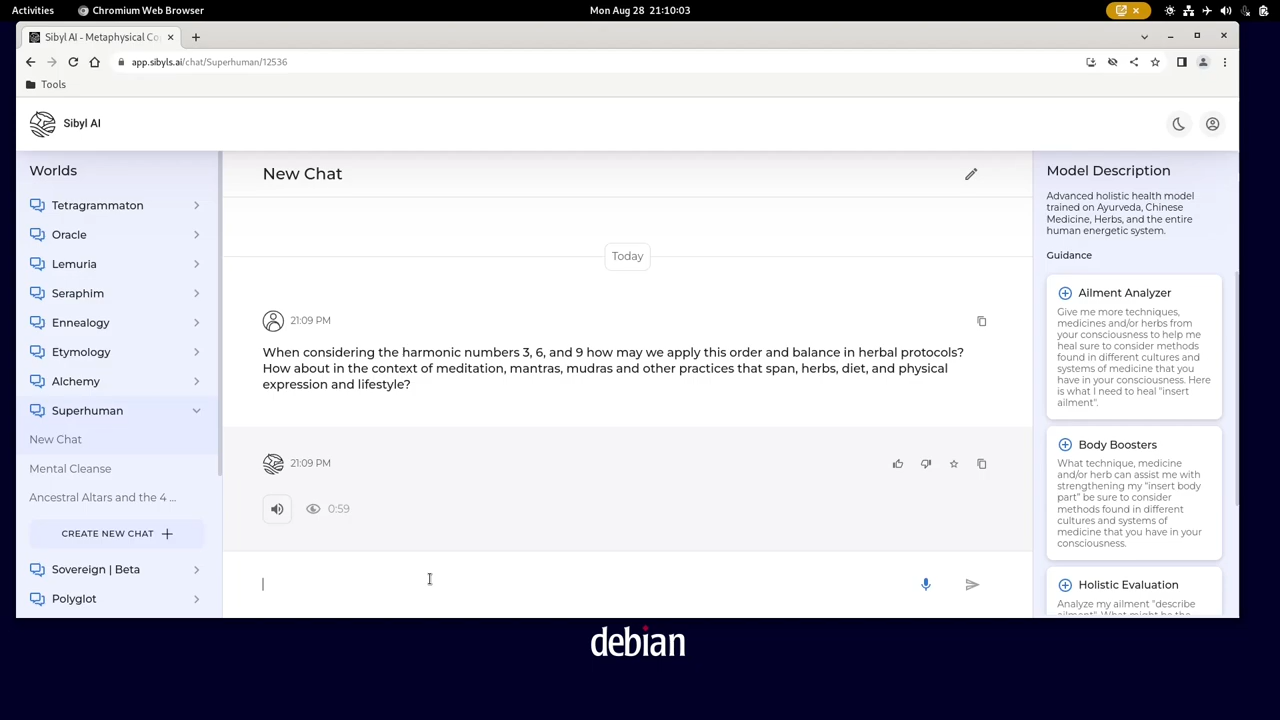 Activities
Chromium Web Browser
Mon Aug 28 21:10:03
Sibyl AI - Metaphysical Co
app.sibyls.ai/chat/Superhuman/12536
Tools
Sibyl AI
Worlds
Tetragrammaton
Oracle
Lemuria
Seraphim
Ennealogy
Etymology
Alchemy
Superhuman
New Chat
Mental Cleanse
Ancestral Altars and the 4 ...
CREATE NEW CHAT
Sovereign | Beta
Polyglot
New Chat
Today
21:09 PM
When considering the harmonic numbers 3, 6, and 9 how may we apply this order and balance in herbal protocols?
How about in the context of meditation, mantras, mudras and other practices that span, herbs, diet, and physical
expression and lifestyle?
21:09 PM
0:59
Model Description
Advanced holistic health model
trained on Ayurveda, Chinese
Medicine, Herbs, and the entire
human energetic system.
Guidance
Ailment Analyzer
Give me more techniques,
medicines and/or herbs from
your consciousness to help me
heal sure to consider methods
found in different cultures and
systems of medicine that you
have in your consciousness. Here
is what I need to heal "insert
ailment".
Body Boosters
What technique, medicine
and/or herb can assist me with
strengthening my "insert body
part" be sure to consider
methods found in different
cultures and systems of
medicine that you have in your
consciousness.
Holistic Evaluation
Analyze my ailment "describe
ailment". What might be the
debian